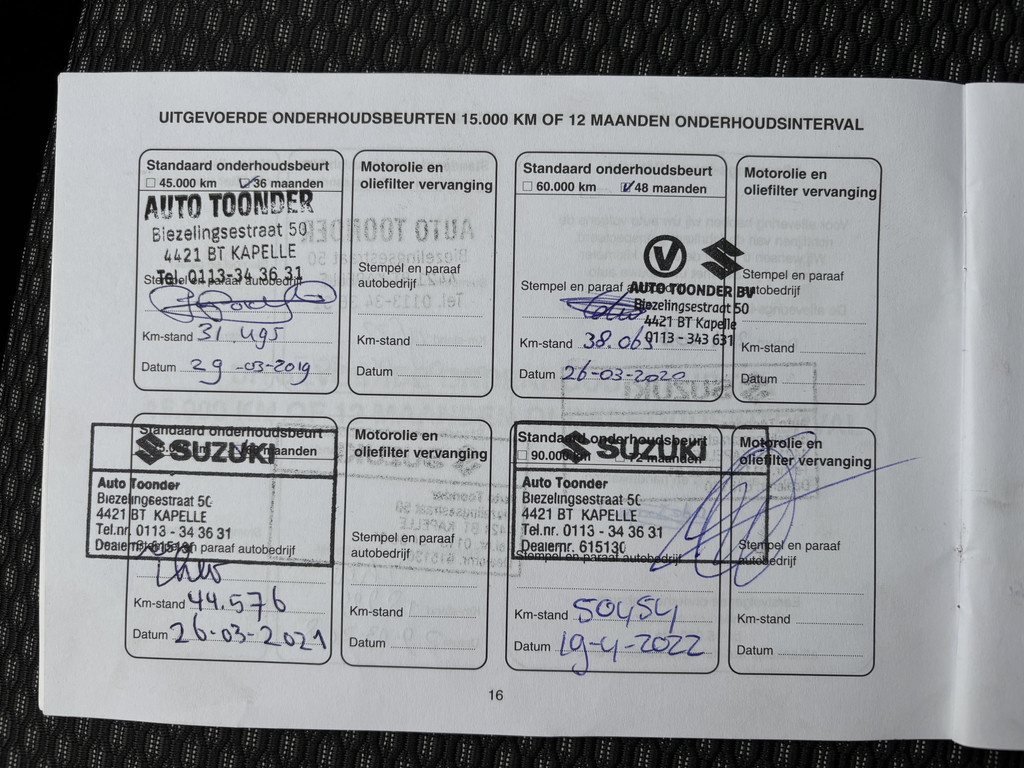 UITGEVOERDE ONDERHOUDSBEURTEN 15.000 KM OF 12 MAANDEN ONDERHOUDSINTERVAL
Standaard onderhoudsbeurt
45.000 km 36 maanden
AUTO TOONDER
Biezelingsestraat 50
4421 BT KAPELLE
Tel. 0113-34 36 31
Stempel en paraaf autobedrijf
Km-stand 31.495
Datum 29-03-2019
Motorolie en
oliefilter vervanging
Stempel en paraaf
autobedrijf
Km-stand
Datum
Standaard onderhoudsbeurt
60.000 km 48 maanden
V
Stempel en paraaf
AUTO TOONDER BV
Biezelingsestraat 50
4421 BT Kapelle
0113 - 343 631
Km-stand 38.065
Datum 26-03-2020
Motorolie en
oliefilter vervanging
Stempel en paraaf
autobedrijf
Km-stand
Datum
Standaard onderhoudsbeurt
maanden
SUZUKI
Auto Toonder
Biezelingsestraat 50
4421 BT KAPELLE
Tel.nr. 0113 - 34 36 31
Dealernr. 615130
en paraaf autobedrijf
Km-stand 44.576
Datum 26-03-2021
Motorolie en
oliefilter vervanging
Stempel en paraaf
autobedrijf
Km-stand
Datum
Standaard onderhoudsbeurt
90.000 km 72 maanden
SUZUKI
Auto Toonder
Biezelingsestraat 50
4421 BT KAPELLE
Tel.nr. 0113 - 34 36 31
Dealernr. 615130
Stempel en paraaf autobedrijf
Km-stand 50454
Datum 19-4-2022
Motorolie en
oliefilter vervanging
Stempel en paraaf
autobedrijf
Km-stand
Datum
16